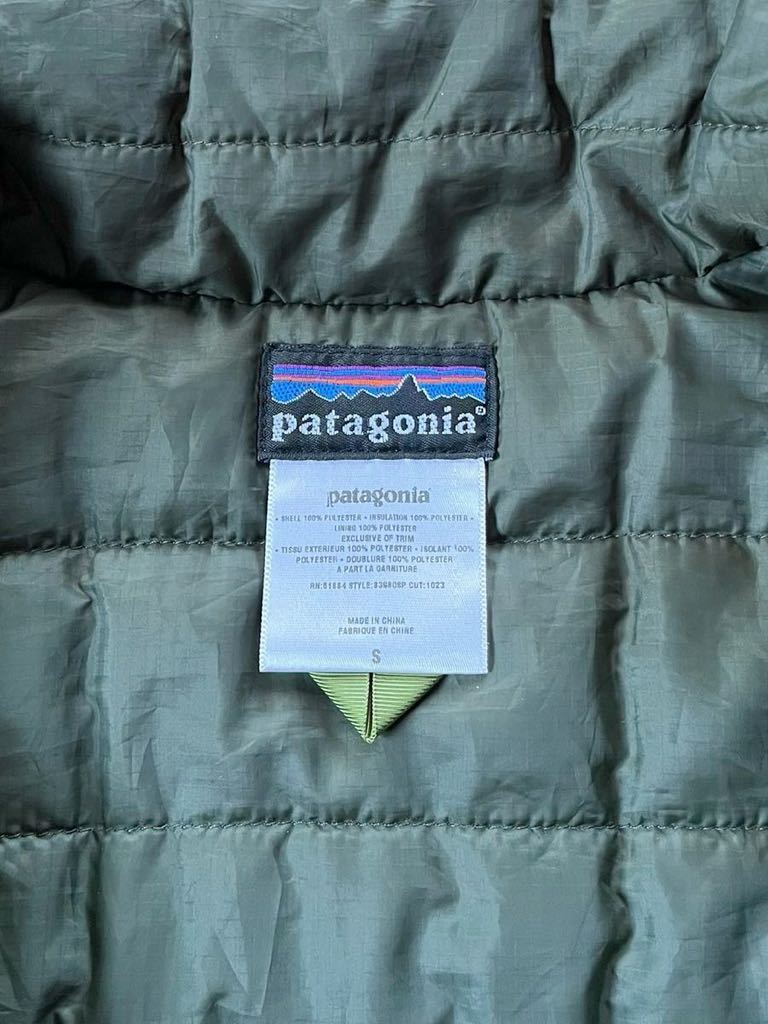 patagonia®
patagonia®
• SHELL 100% POLYESTER • INSULATION 100% POLYESTER •
LINING 100% POLYESTER
EXCLUSIVE OF TRIM
• TISSU EXTERIEUR 100% POLYESTER • ISOLANT 100%
POLYESTER • DOUBLURE 100% POLYESTER
A PART LA GARNITURE
RN:51884 STYLE:83680SP CUT:1023
MADE IN CHINA
FABRIQUE EN CHINE
S